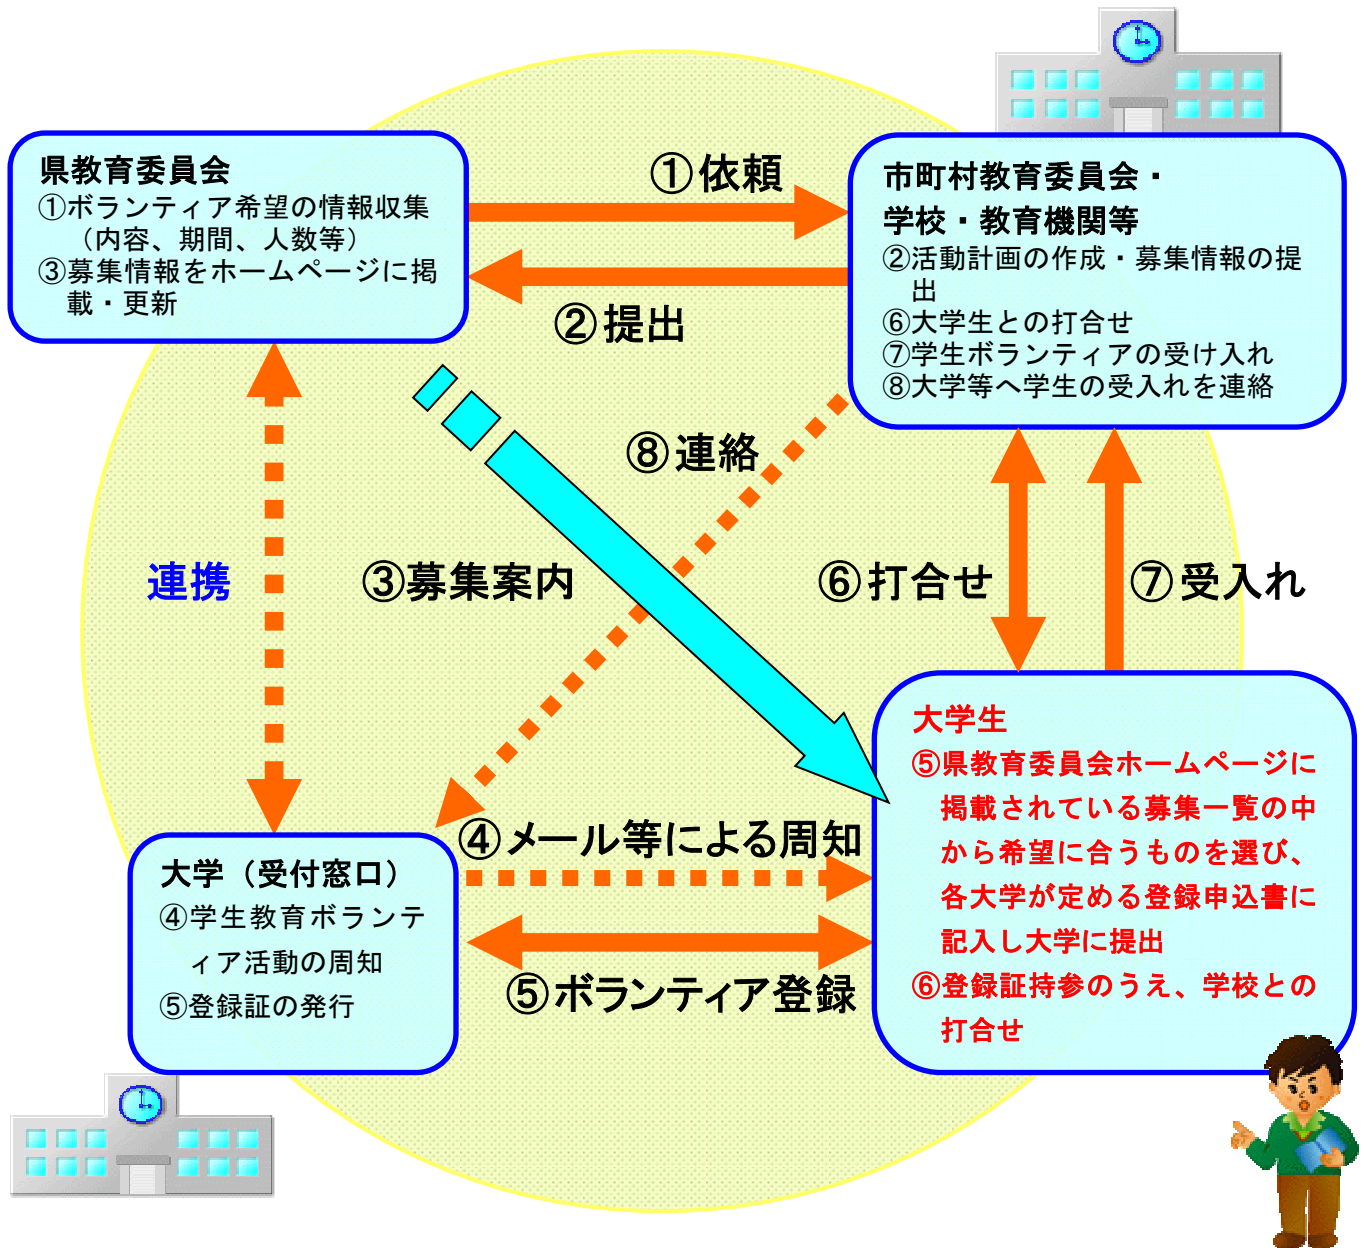 県教育委員会
①ボランティア希望の情報収集
（内容、期間、人数等）
③募集情報をホームページに掲
載・更新
①依頼
②提出
市町村教育委員会・
学校・教育機関等
②活動計画の作成・募集情報の提
出
⑥大学生との打合せ
⑦学生ボランティアの受け入れ
⑧大学等へ学生の受入れを連絡
⑧連絡
連携
③募集案内
⑥打合せ
⑦受入れ
大学（受付窓口）
④学生教育ボランテ
ィア活動の周知
⑤登録証の発行
④メール等による周知
⑤ボランティア登録
大学生
⑤県教育委員会ホームページに
掲載されている募集一覧の中
から希望に合うものを選び、
各大学が定める登録申込書に
記入し大学に提出
⑥登録証持参のうえ、学校との
打合せ